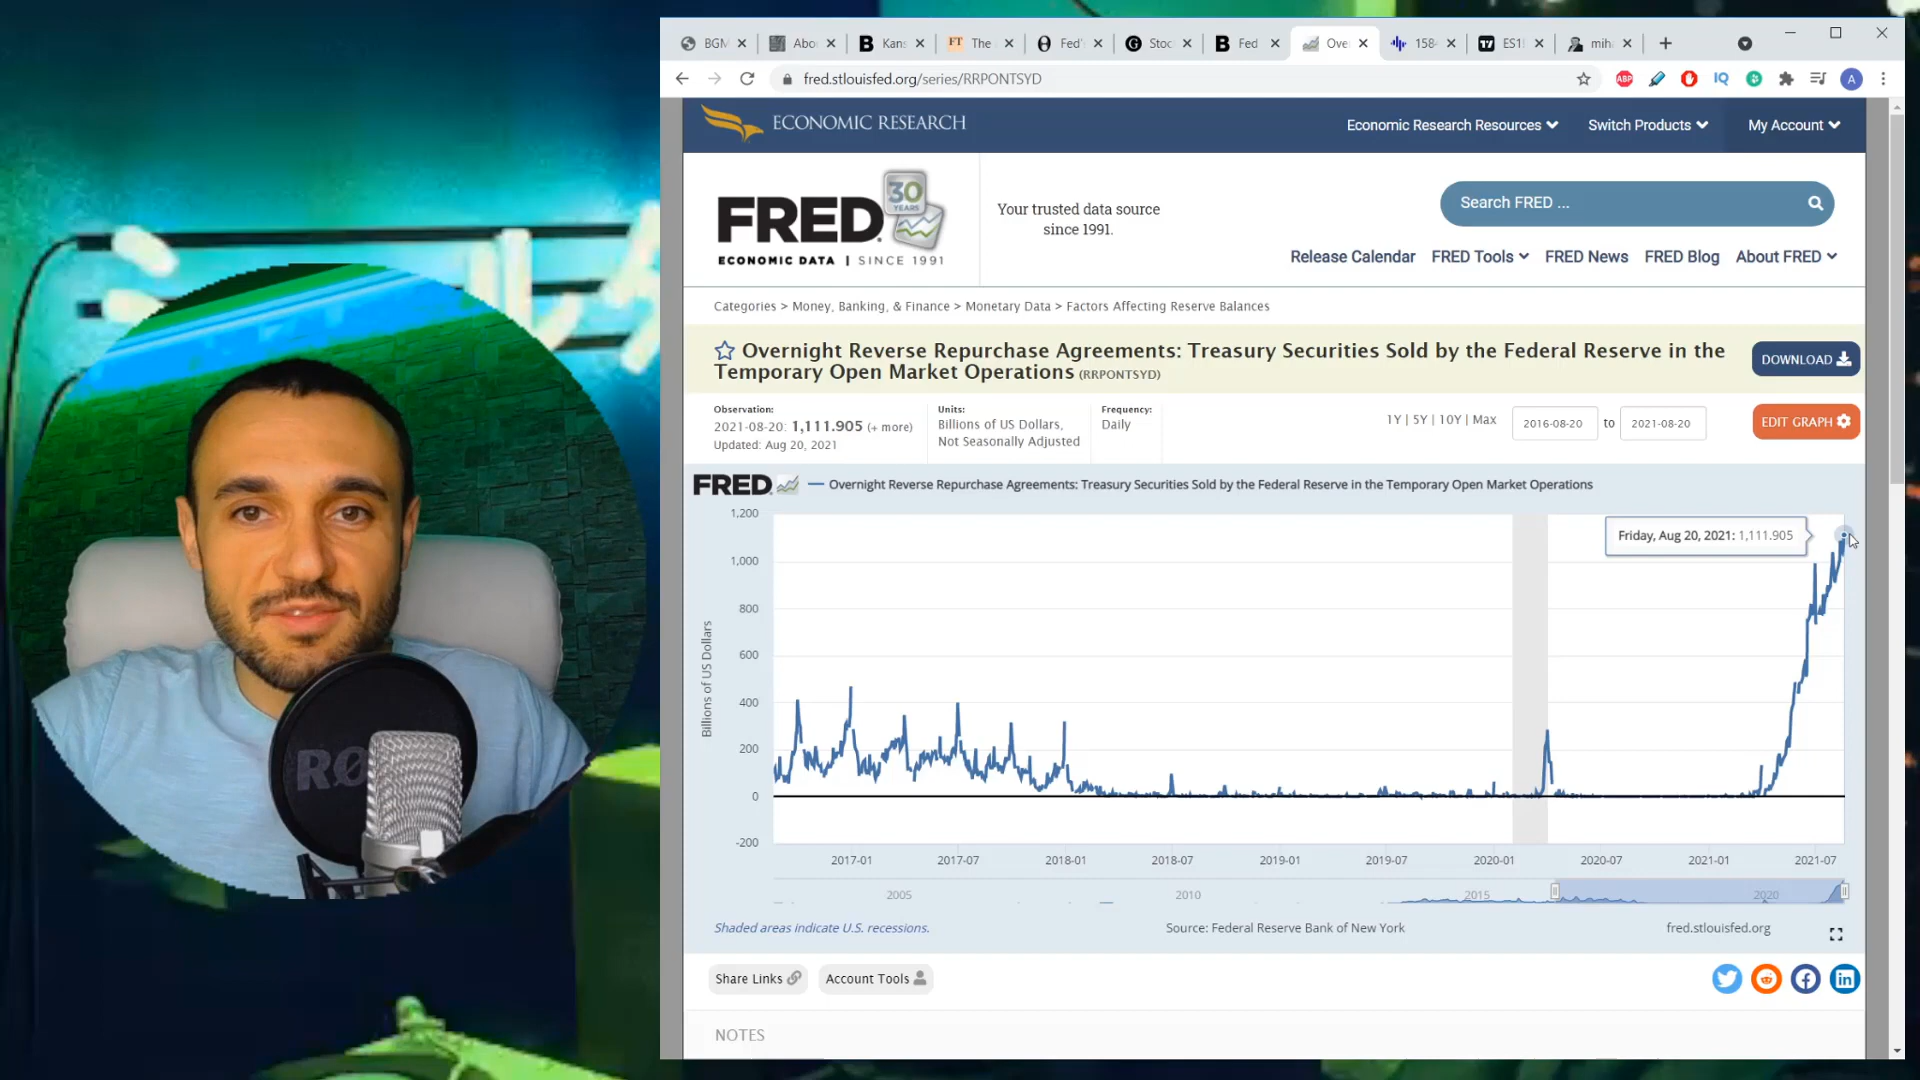 BGM
Abo
Kans
FT The
Fed'
Stoc
Fed
Ove
158
ES1
mih
fred.stlouisfed.org/series/RRPONTSYD
ABP
IQ
A
ECONOMIC RESEARCH
Economic Research Resources
Switch Products
My Account
FRED
30
YEARS
ECONOMIC DATA | SINCE 1991
Your trusted data source
since 1991.
Search FRED ...
Release Calendar
FRED Tools
FRED News
FRED Blog
About FRED
Categories > Money, Banking, & Finance > Monetary Data > Factors Affecting Reserve Balances
Overnight Reverse Repurchase Agreements: Treasury Securities Sold by the Federal Reserve in the
Temporary Open Market Operations (RRPONTSYD)
DOWNLOAD
Observation:
2021-08-20: 1,111.905 (+ more)
Updated: Aug 20, 2021
Units:
Billions of US Dollars,
Not Seasonally Adjusted
Frequency:
Daily
1Y | 5Y | 10Y | Max
2016-08-20 to 2021-08-20
EDIT GRAPH
FRED
Overnight Reverse Repurchase Agreements: Treasury Securities Sold by the Federal Reserve in the Temporary Open Market Operations
1,200
1,000
800
600
400
200
0
-200
Billions of US Dollars
Friday, Aug 20, 2021: 1,111.905
2017-01
2017-07
2018-01
2018-07
2019-01
2019-07
2020-01
2020-07
2021-01
2021-07
2005
2010
2015
2020
Shaded areas indicate U.S. recessions.
Source: Federal Reserve Bank of New York
fred.stlouisfed.org
Share Links
Account Tools
NOTES
RØ